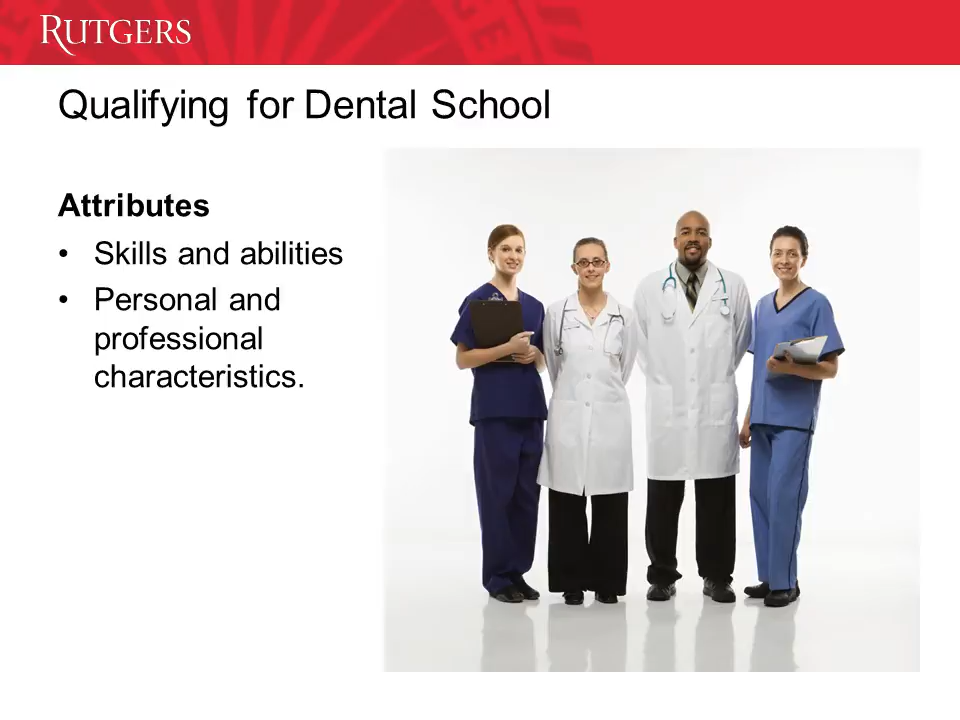 RUTGERS
Qualifying for Dental School
Attributes
• Skills and abilities
• Personal and
professional
characteristics.